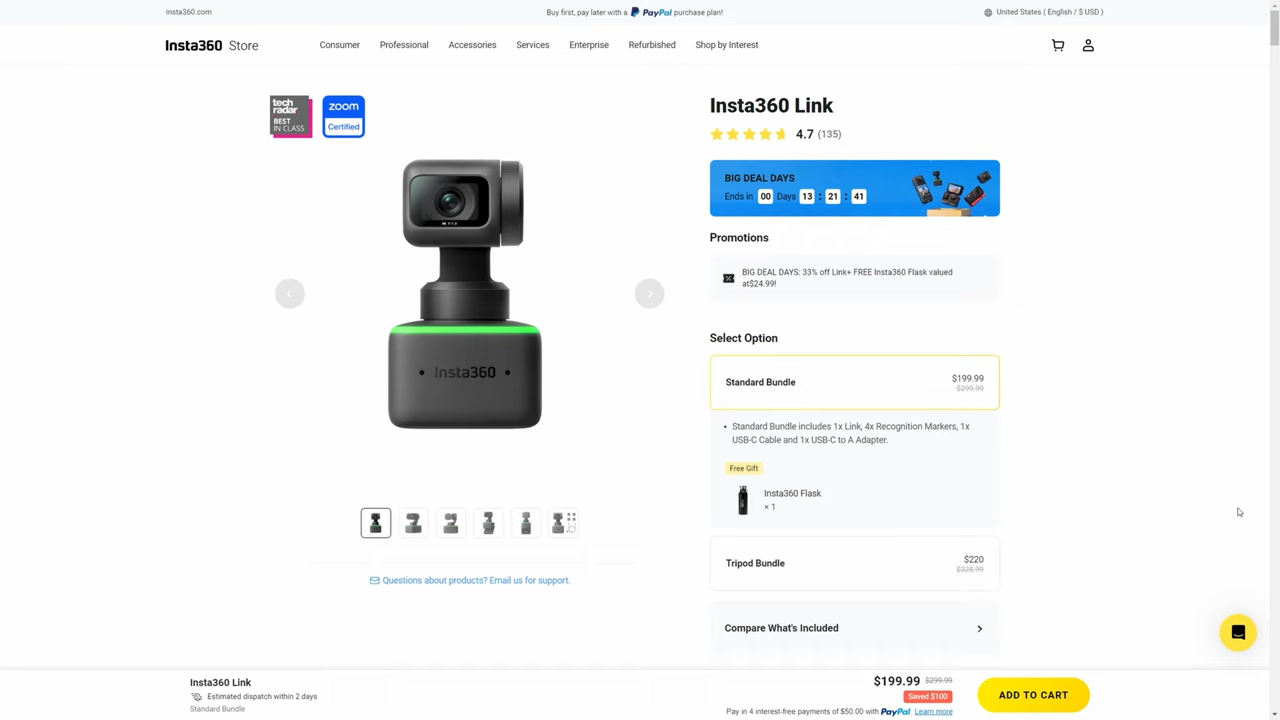 insta360.com
Buy first, pay later with a PayPal purchase plan!
United States ( English / $ USD )
Insta360 Store
Consumer
Professional
Accessories
Services
Enterprise
Refurbished
Shop by Interest
tech
radar
BEST
IN CLASS
zoom
Certified
Insta360
Questions about products? Email us for support.
Insta360 Link
4.7 (135)
BIG DEAL DAYS
Ends in 00 Days 13 : 21 : 41
Promotions
BIG DEAL DAYS: 33% off Link+ FREE Insta360 Flask valued
at$24.99!
Select Option
Standard Bundle
$199.99
$299.99
• Standard Bundle includes 1x Link, 4x Recognition Markers, 1x
USB-C Cable and 1x USB-C to A Adapter.
Free Gift
Insta360 Flask
× 1
Tripod Bundle
$220
$328.99
Compare What's Included
Insta360 Link
Estimated dispatch within 2 days
Standard Bundle
$199.99 $299.99
Saved $100
Pay in 4 interest-free payments of $50.00 with PayPal Learn more
ADD TO CART